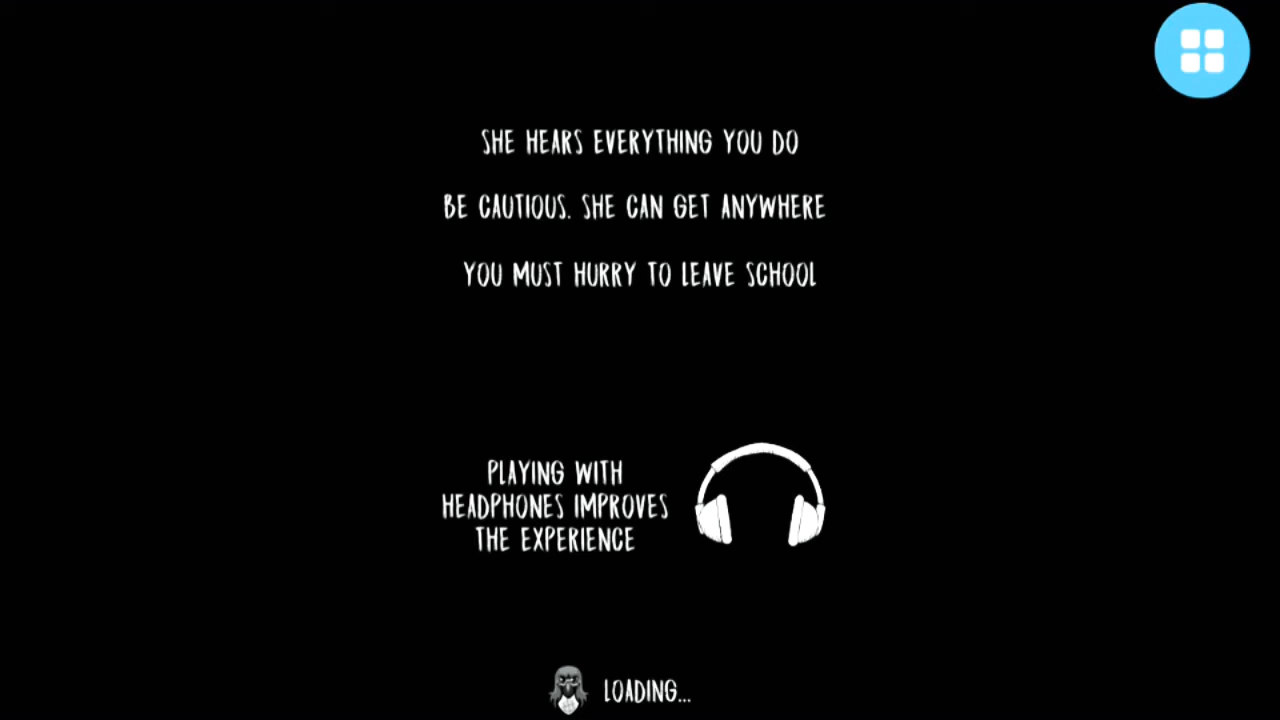 SHE HEARS EVERYTHING YOU DO
BE CAUTIOUS. SHE CAN GET ANYWHERE
YOU MUST HURRY TO LEAVE SCHOOL
PLAYING WITH
HEADPHONES IMPROVES
THE EXPERIENCE
LOADING...